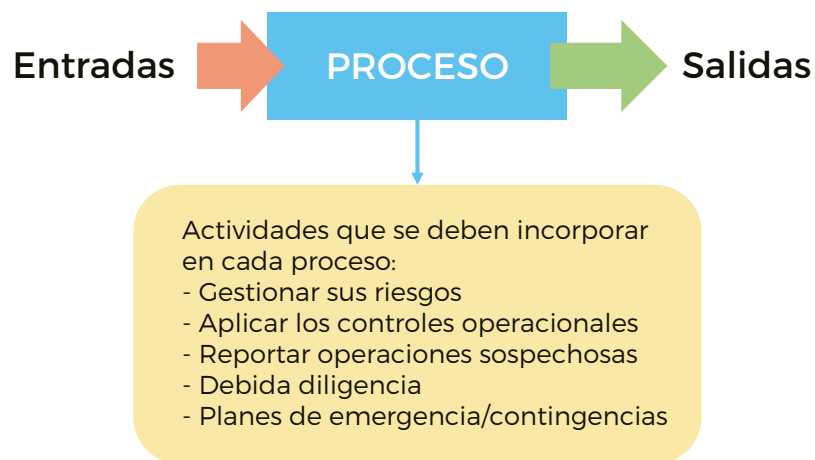 Entradas
PROCESO
Salidas
Actividades que se deben incorporar
en cada proceso:
- Gestionar sus riesgos
- Aplicar los controles operacionales
- Reportar operaciones sospechosas
- Debida diligencia
- Planes de emergencia/contingencias